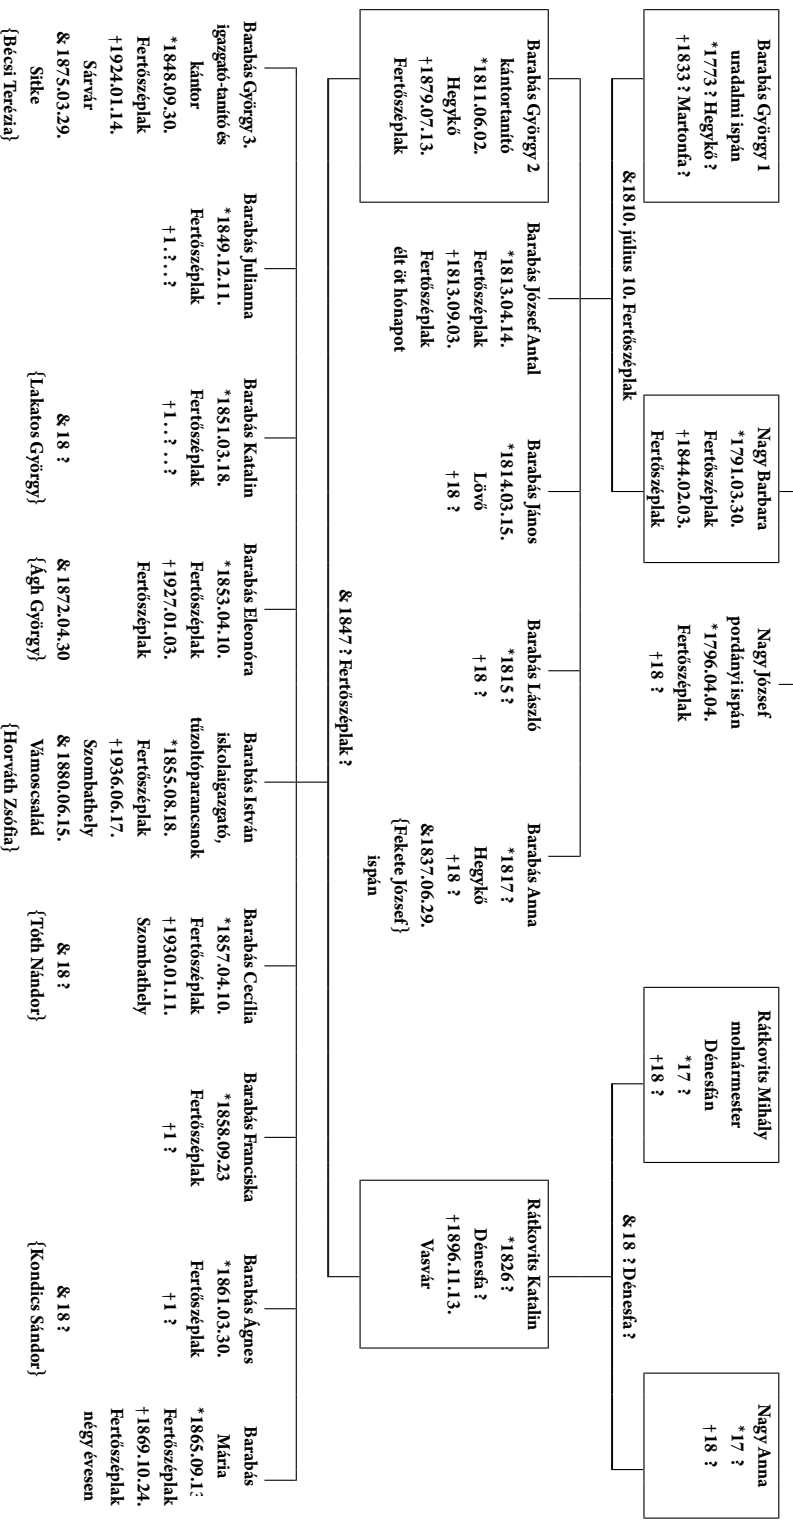 Barabás György 1
uradalmi ispán
*1773 ? Hegykő ?
†1833 ? Martonfa ?
&1810. július 10. Fertőszéplak
Nagy Barbara
*1791.03.30.
Fertőszéplak
†1844.02.03.
Fertőszéplak
Nagy József
pordányi ispán
*1796.04.04.
Fertőszéplak
†18 ?
Rátkovits Mihály
molnármester
Dénesfán
*17 ?
†18 ?
& 18 ? Dénesfa ?
Nagy Anna
*17 ?
†18 ?
Barabás György 2
kántortanító
*1811.06.02.
Hegykő
†1879.07.13.
Fertőszéplak
Barabás József Antal
*1813.04.14.
Fertőszéplak
†1813.09.03.
Fertőszéplak
élt öt hónapot
Barabás János
*1814.03.15.
Lövő
†18 ?
Barabás László
*1815 ?
†18 ?
Barabás Anna
*1817 ?
Hegykő
†18 ?
&1837.06.29.
{Fekete József}
ispán
Rátkovits Katalin
*1826 ?
Dénesfa ?
†1896.11.13.
Vasvár
& 1847 ? Fertőszéplak ?
Barabás György 3.
igazgató-tanító és
kántor
*1848.09.30.
Fertőszéplak
†1924.01.14.
Sárvár
& 1875.03.29.
Sitke
{Bécsi Terézia}
Barabás Julianna
*1849.12.11.
Fertőszéplak
†1. ? . . ?
Barabás Katalin
*1851.03.18.
Fertőszéplak
†1 . . ? . . ?
& 18 ?
{Lakatos György}
Barabás Eleonóra
*1853.04.10.
Fertőszéplak
†1927.01.03.
Fertőszéplak
& 1872.04.30
{Ágh György}
Barabás István
iskolaigazgató,
tűzoltóparancsnok
*1855.08.18.
Fertőszéplak
†1936.06.17.
Szombathely
& 1880.06.15.
Vámoscsalád
{Horváth Zsófia}
Barabás Cecília
*1857.04.10.
Fertőszéplak
†1930.01.11.
Szombathely
& 18 ?
{Tóth Nándor}
Barabás Franciska
*1858.09.23
Fertőszéplak
†1 ?
Barabás Ágnes
*1861.03.30.
Fertőszéplak
†1 ?
& 18 ?
{Kondics Sándor}
Barabás
Mária
Fertőszéplak
†1869.10.24.
Fertőszéplak
négy évesen